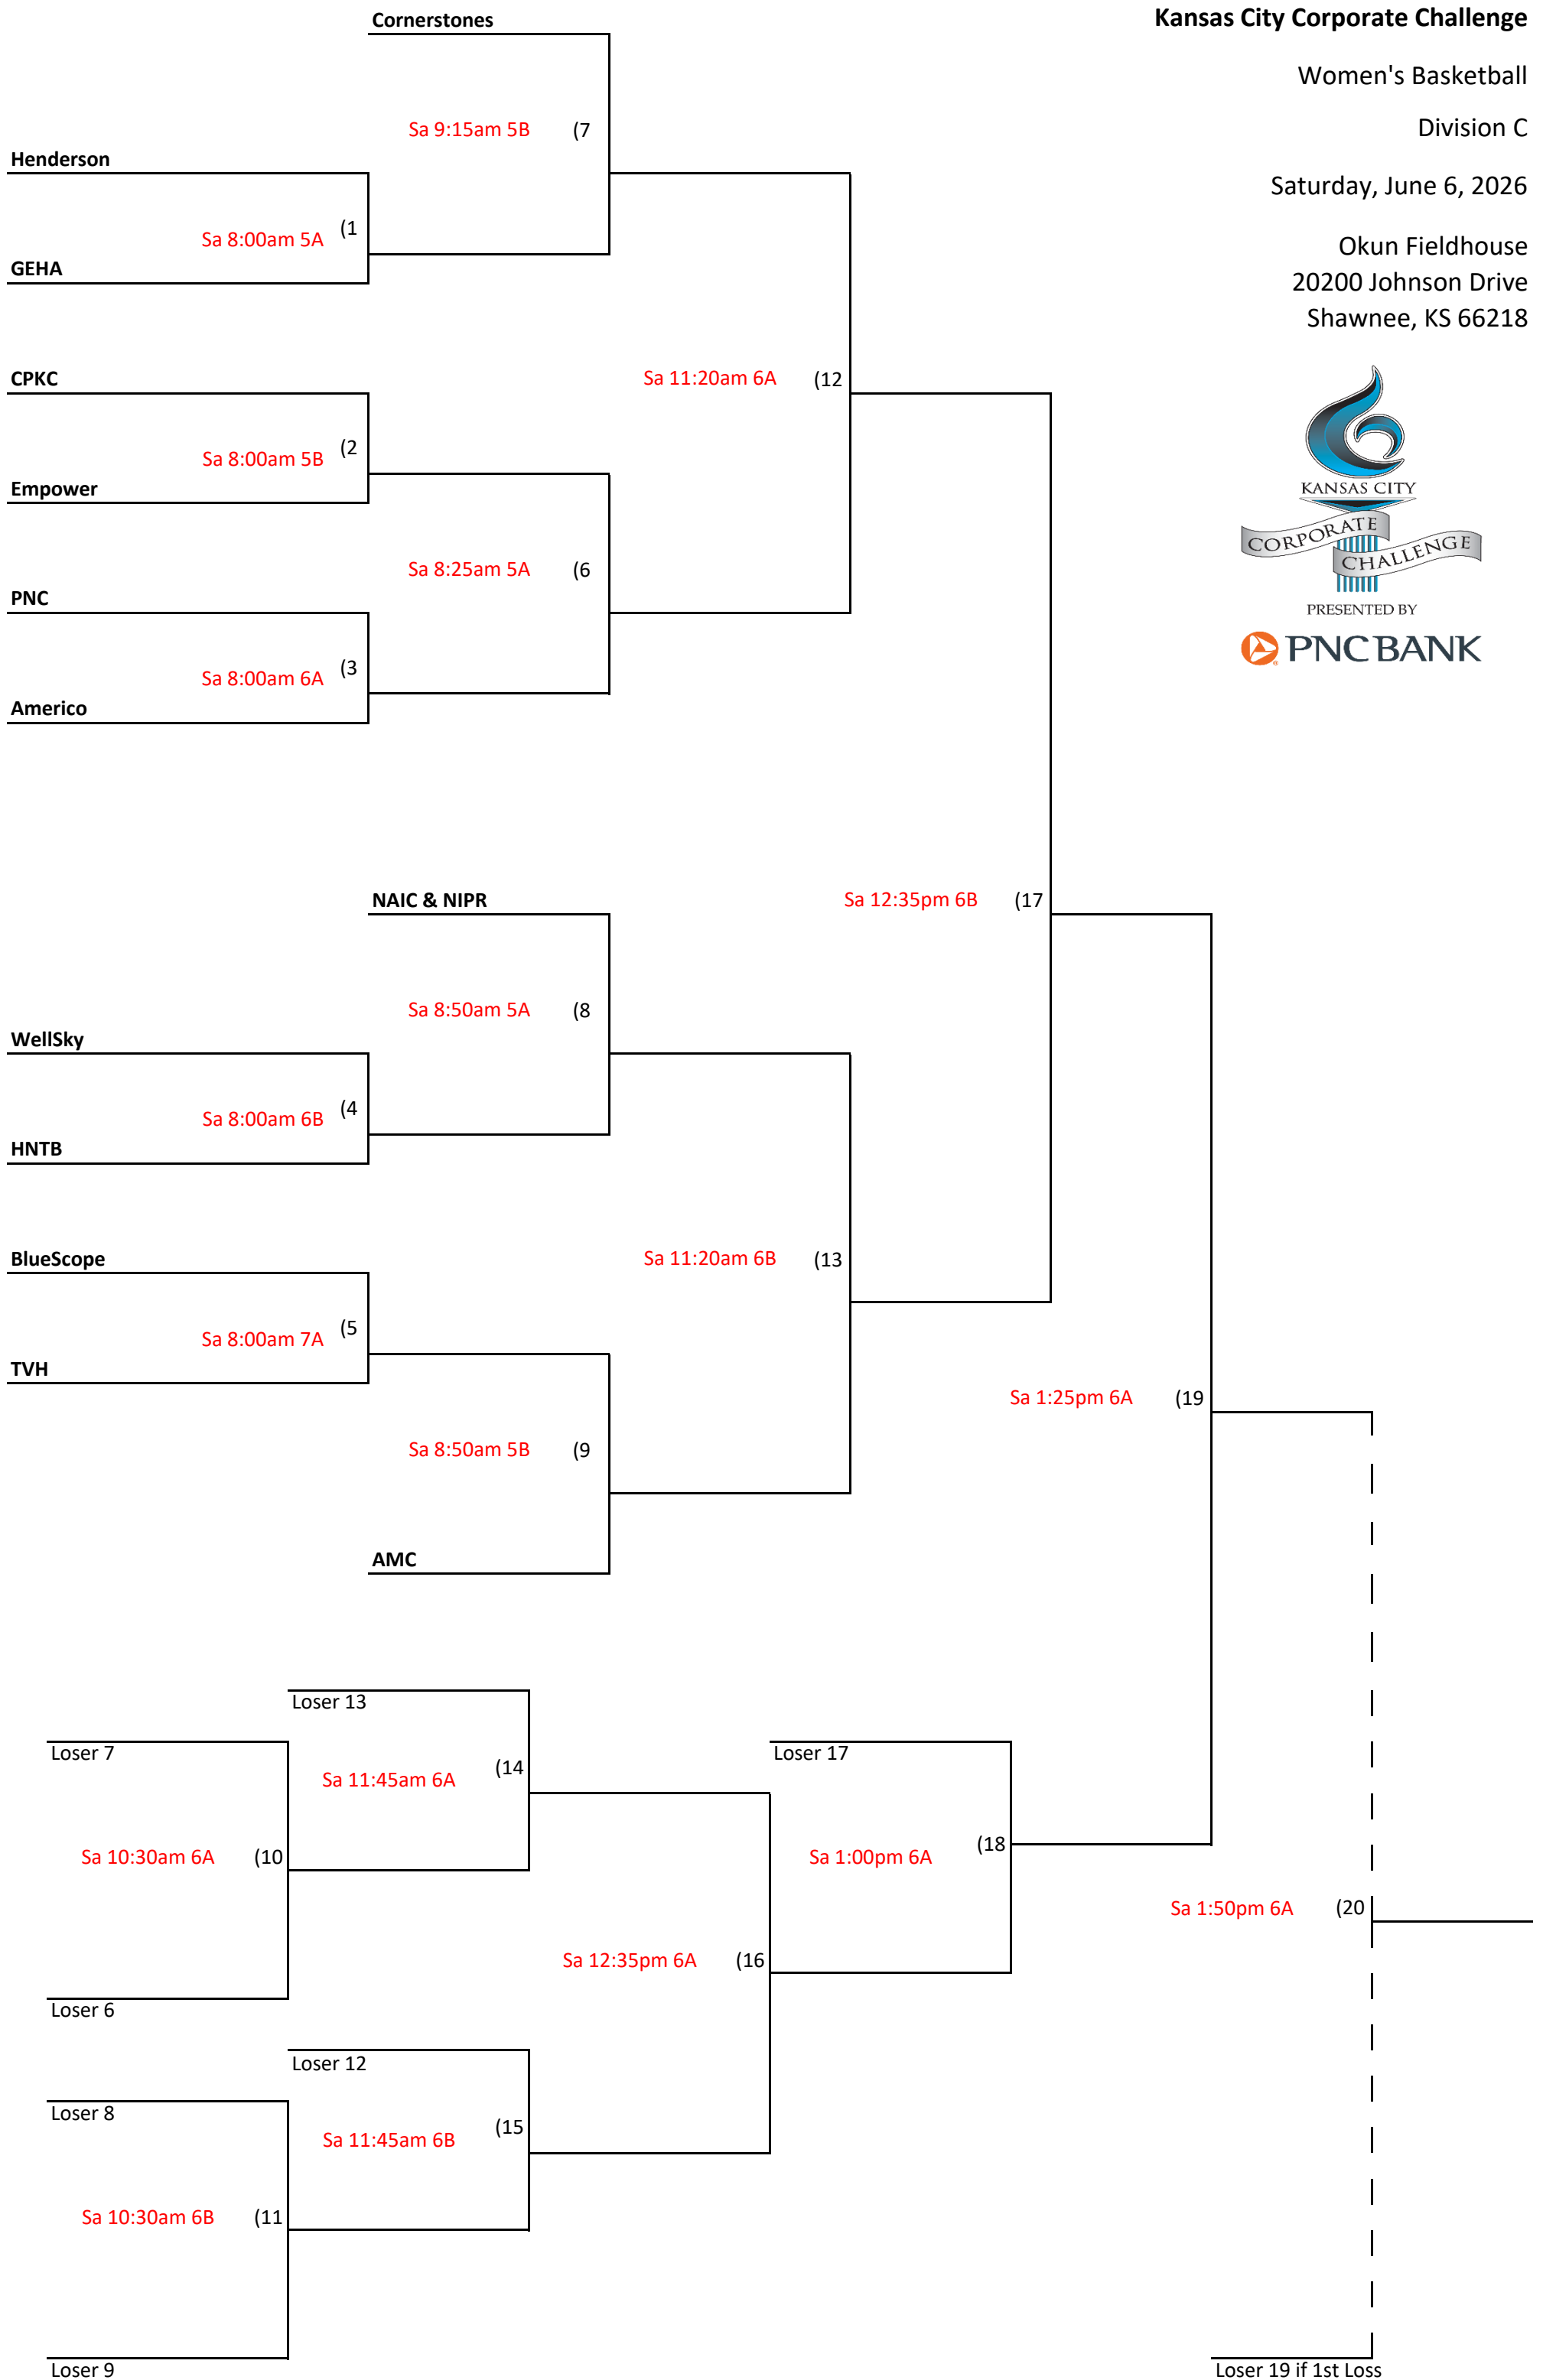 Cornerstones
Kansas City Corporate Challenge
Women's Basketball
Division C
Saturday, June 6, 2026
Okun Fieldhouse
20200 Johnson Drive
Shawnee, KS 66218
KANSAS CITY
CORPORATE
CHALLENGE
PRESENTED BY
PNC BANK
Sa 9:15am 5B (7
Henderson
Sa 8:00am 5A (1
GEHA
CPKC
Sa 11:20am 6A (12
Sa 8:00am 5B (2
Empower
Sa 8:25am 5A (6
PNC
Sa 8:00am 6A (3
Americo
NAIC & NIPR
Sa 12:35pm 6B (17
Sa 8:50am 5A (8
WellSky
Sa 8:00am 6B (4
HNTB
BlueScope
Sa 11:20am 6B (13
Sa 8:00am 7A (5
TVH
Sa 1:25pm 6A (19
Sa 8:50am 5B (9
AMC
Loser 13
Loser 7
Loser 17
Sa 11:45am 6A (14
Sa 10:30am 6A (10
Sa 1:00pm 6A (18
Sa 1:50pm 6A (20
Sa 12:35pm 6A (16
Loser 6
Loser 12
Loser 8
Sa 11:45am 6B (15
Sa 10:30am 6B (11
Loser 9
Loser 19 if 1st Loss